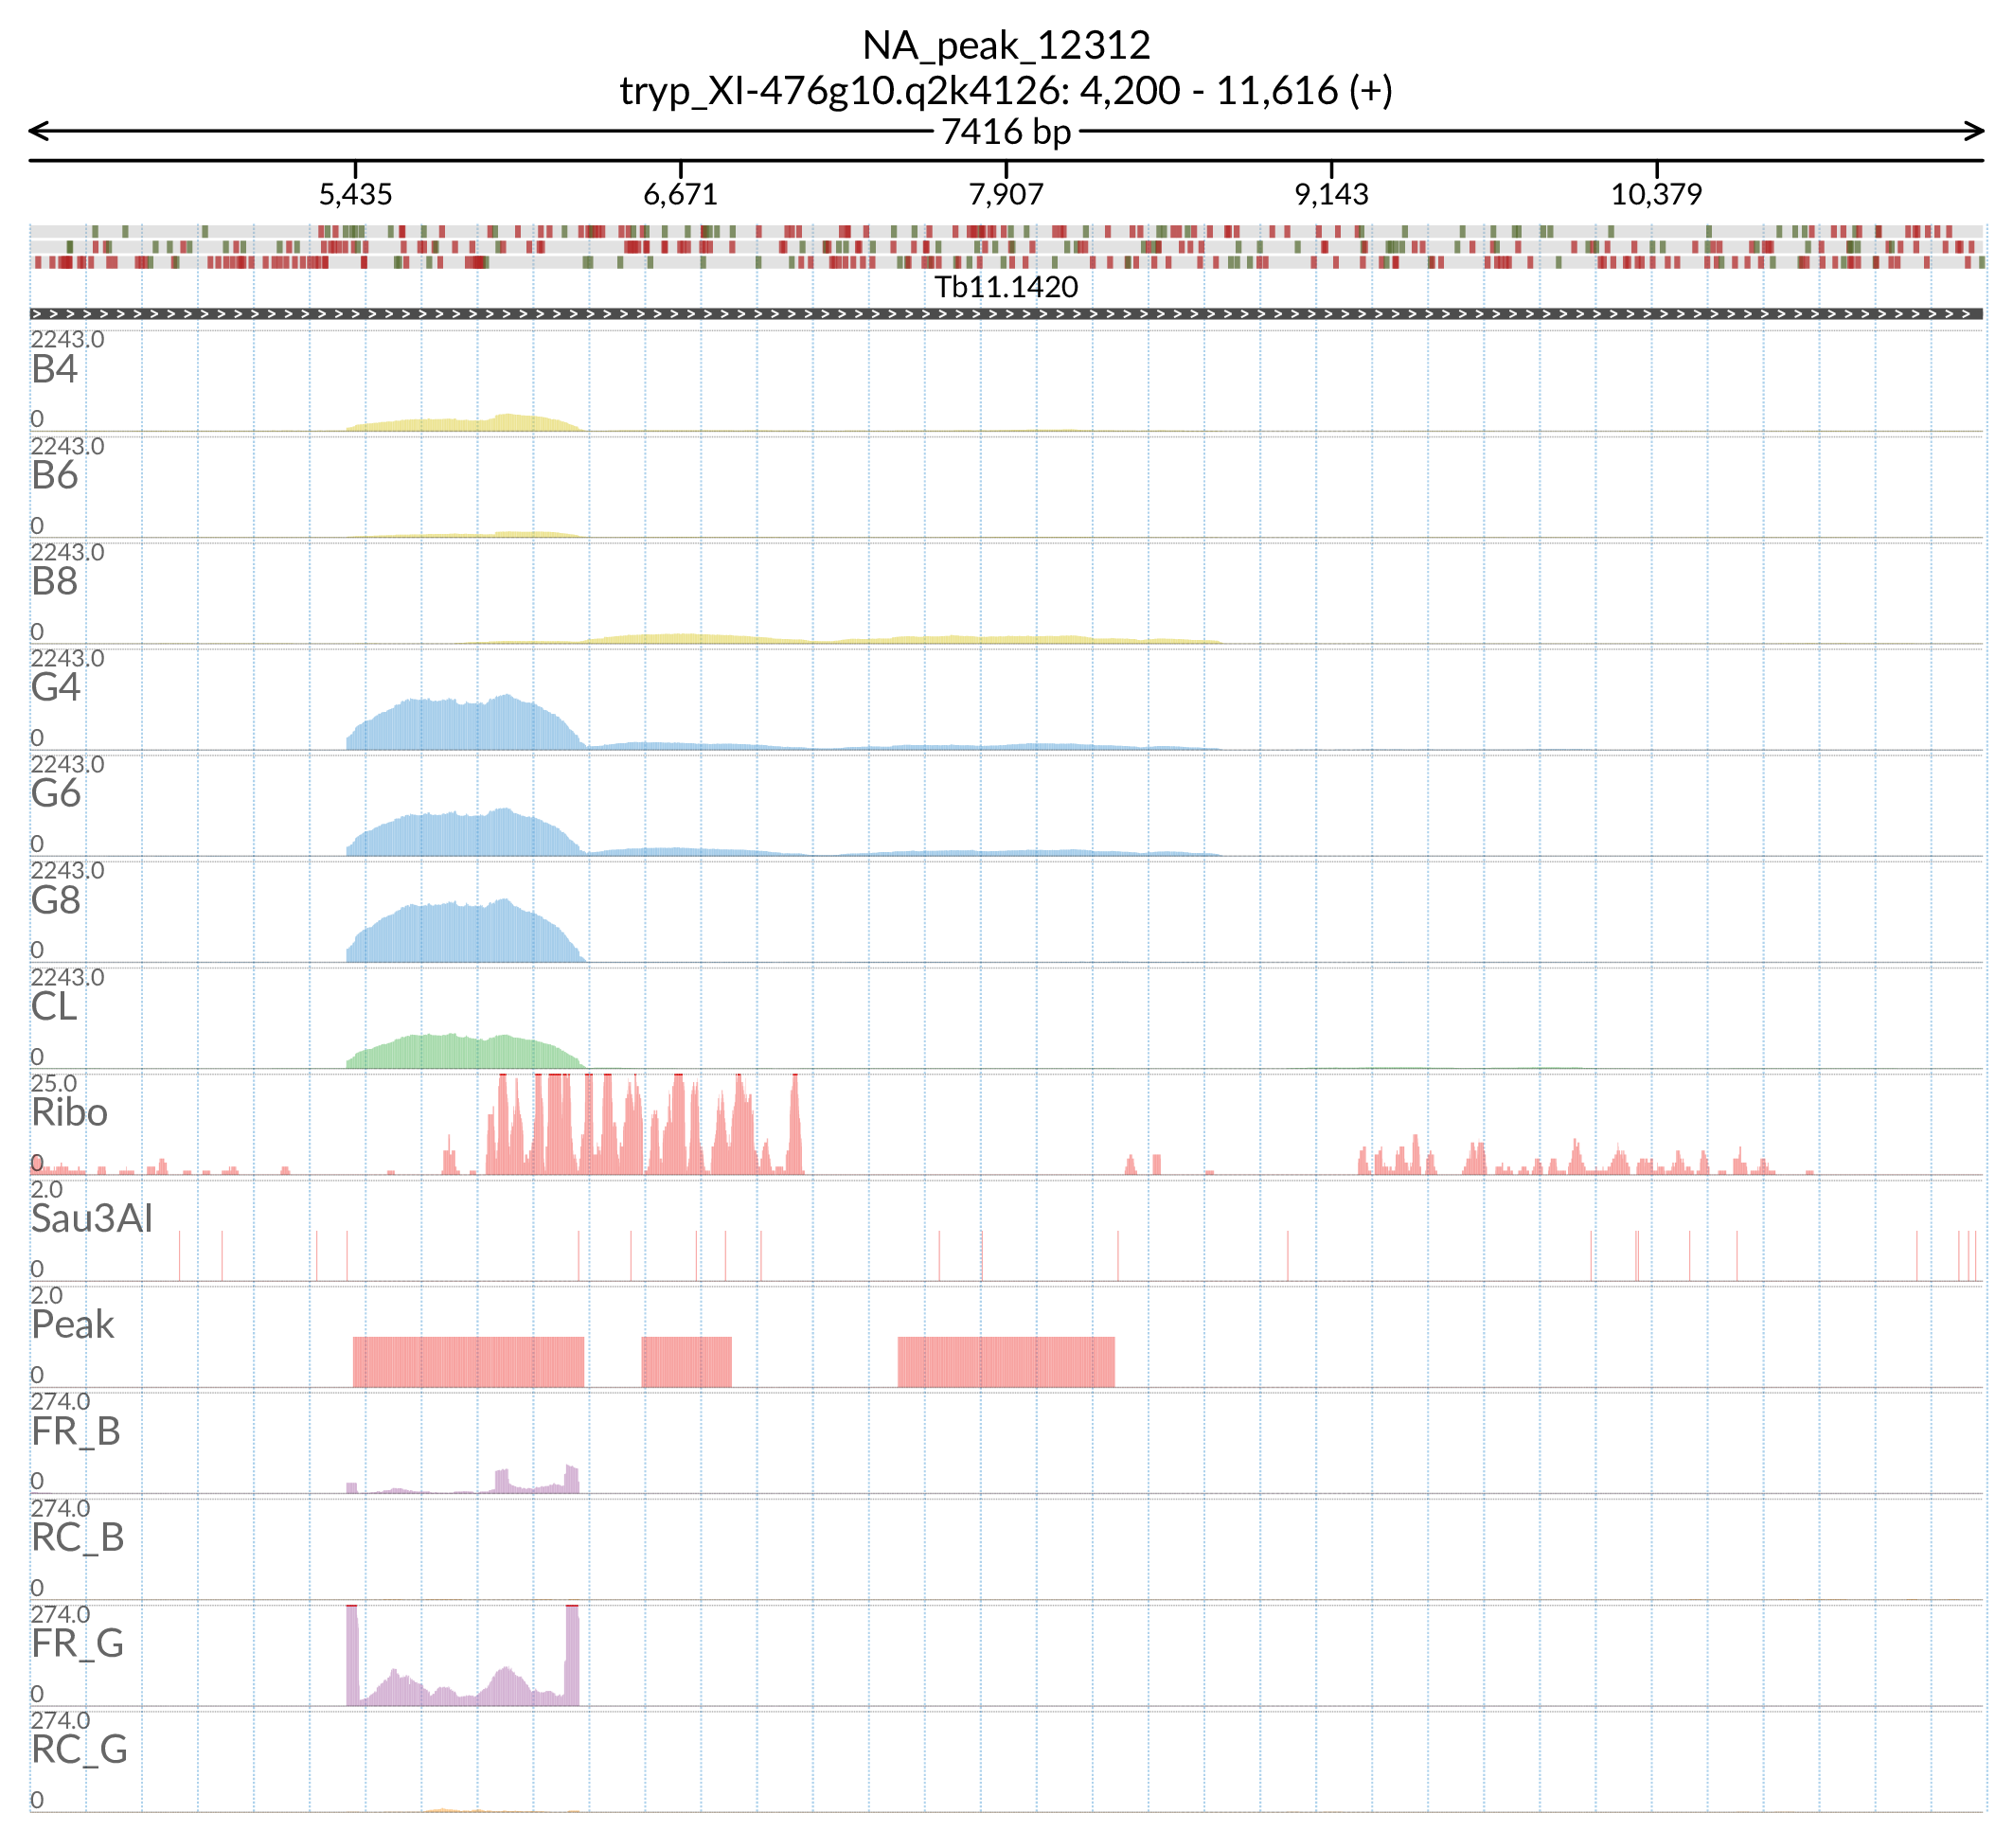 NA_peak_12312
tryp_XI-476g10.q2k4126: 4,200 - 11,616 (+)
7416 bp
5,435 6,671 7,907 9,143 10,379
Tb11.1420
2243.0
B4
0
2243.0
B6
0
2243.0
B8
0
2243.0
G4
0
2243.0
G6
0
2243.0
G8
0
2243.0
CL
0
25.0
Ribo
0
2.0
Sau3AI
0
2.0
Peak
0
274.0
FR_B
0
274.0
RC_B
0
274.0
FR_G
0
274.0
RC_G
0